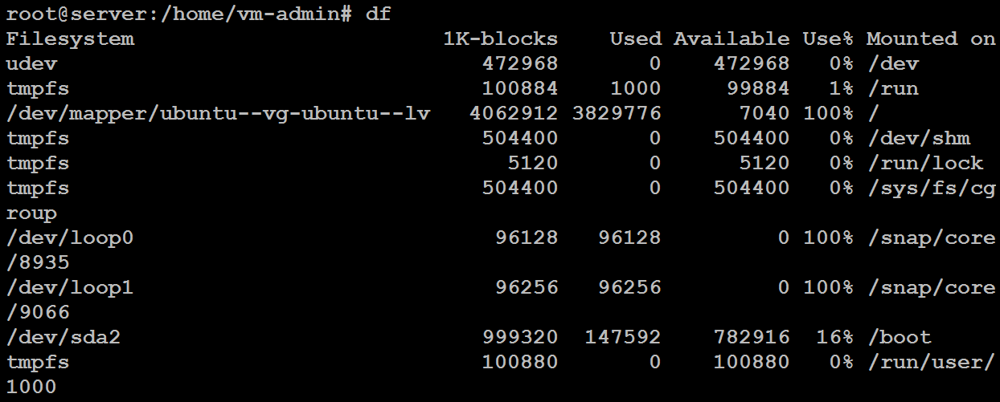 root@server:/home/vm-admin# df
Filesystem                        1K-blocks    Used Available Use% Mounted on
udev                                 472968       0    472968   0% /dev
tmpfs                                100884    1000     99884   1% /run
/dev/mapper/ubuntu--vg-ubuntu--lv   4062912 3829776      7040 100% /
tmpfs                                504400       0    504400   0% /dev/shm
tmpfs                                  5120       0      5120   0% /run/lock
tmpfs                                504400       0    504400   0% /sys/fs/cg
roup
/dev/loop0                            96128   96128         0 100% /snap/core
/8935
/dev/loop1                            96256   96256         0 100% /snap/core
/9066
/dev/sda2                            999320  147592    782916  16% /boot
tmpfs                                100880       0    100880   0% /run/user/
1000